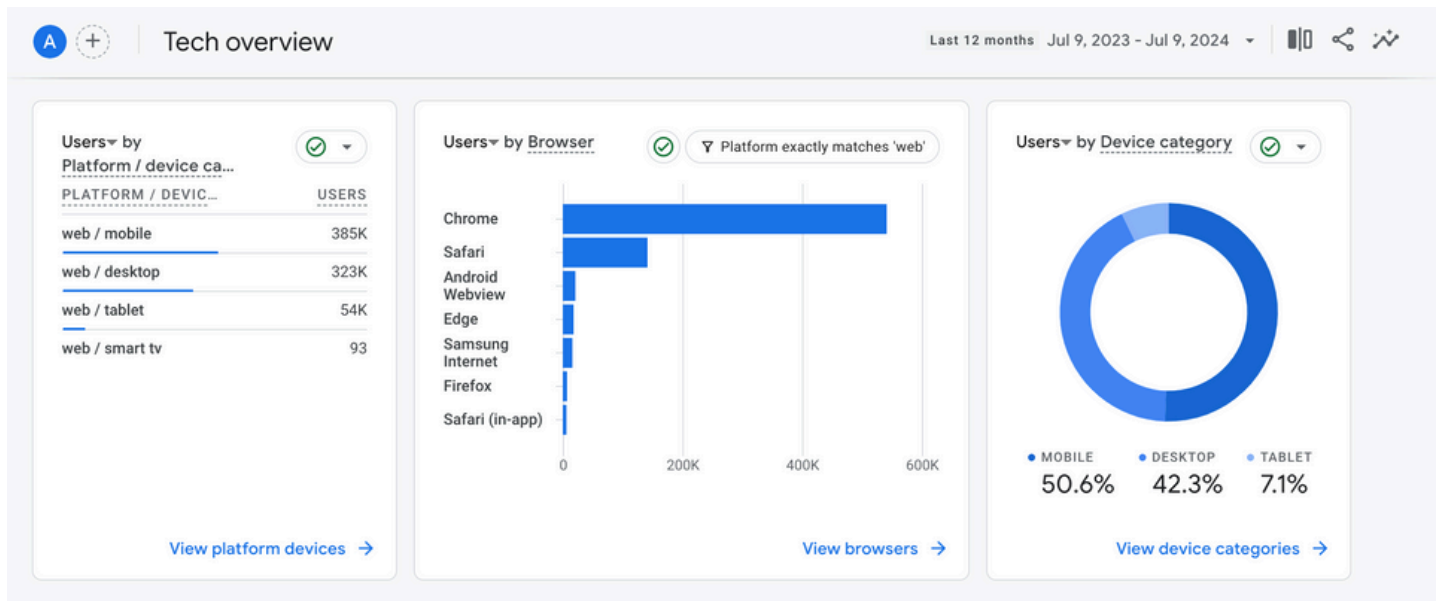 A
Tech overview
Last 12 months Jul 9, 2023 - Jul 9, 2024
Users by
Platform / device ca...
PLATFORM / DEVIC... USERS
web / mobile 385K
web / desktop 323K
web / tablet 54K
web / smart tv 93
View platform devices
Users by Browser
Platform exactly matches 'web'
Chrome
Safari
Android
Webview
Edge
Samsung
Internet
Firefox
Safari (in-app)
0 200K 400K 600K
View browsers
Users by Device category
MOBILE DESKTOP TABLET
50.6% 42.3% 7.1%
View device categories